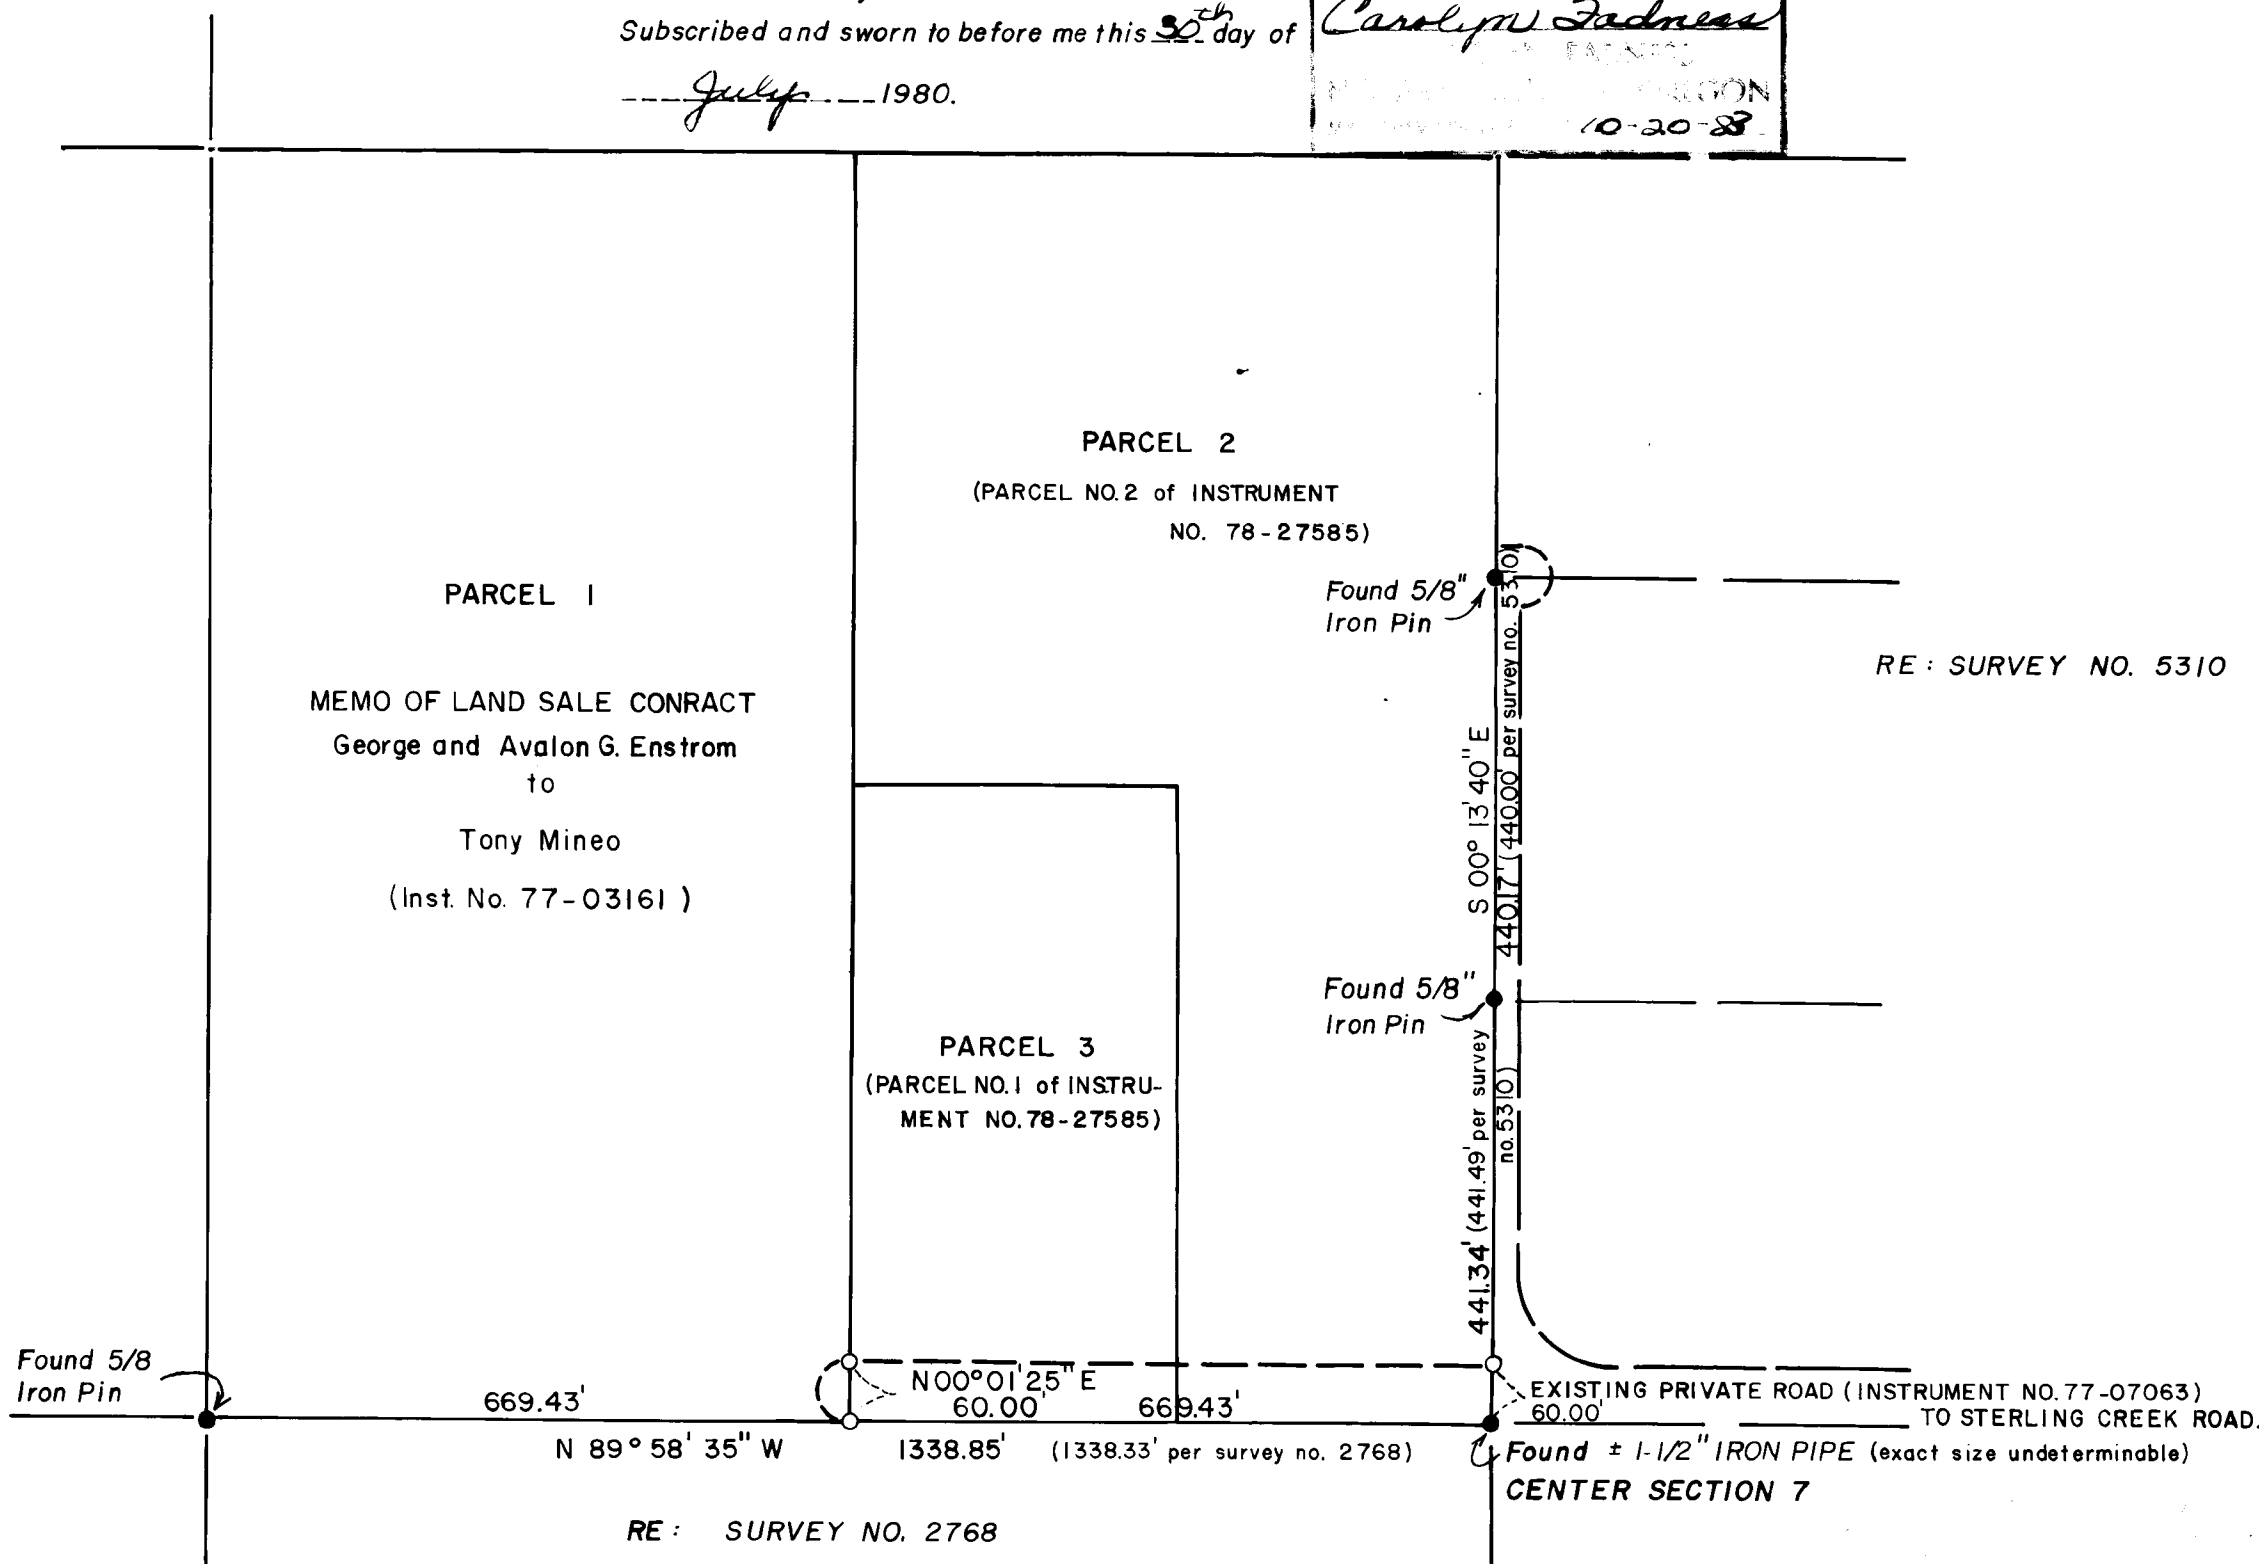 Subscribed and sworn to before me this 30th day of
July 1980.
Carolyn Fadness
OREGON
10-20-83
PARCEL 2
(PARCEL NO. 2 of INSTRUMENT
NO. 78-27585)
PARCEL 1
MEMO OF LAND SALE CONRACT
George and Avalon G. Enstrom
to
Tony Mineo
(Inst. No. 77-03161)
Found 5/8"
Iron Pin
RE: SURVEY NO. 5310
S 00° 13' 40" E
440.17' (440.00' per survey no. 5310)
Found 5/8"
Iron Pin
PARCEL 3
(PARCEL NO. 1 of INSTRU-
MENT NO. 78-27585)
441.34' (441.49' per survey
no. 5310)
Found 5/8
Iron Pin
669.43'
N00°01'25"E
60.00'
669.43'
EXISTING PRIVATE ROAD (INSTRUMENT NO. 77-07063)
60.00'
TO STERLING CREEK ROAD.
N 89° 58' 35" W 1338.85' (1338.33' per survey no. 2768)
Found ± 1-1/2" IRON PIPE (exact size undeterminable)
CENTER SECTION 7
RE: SURVEY NO. 2768